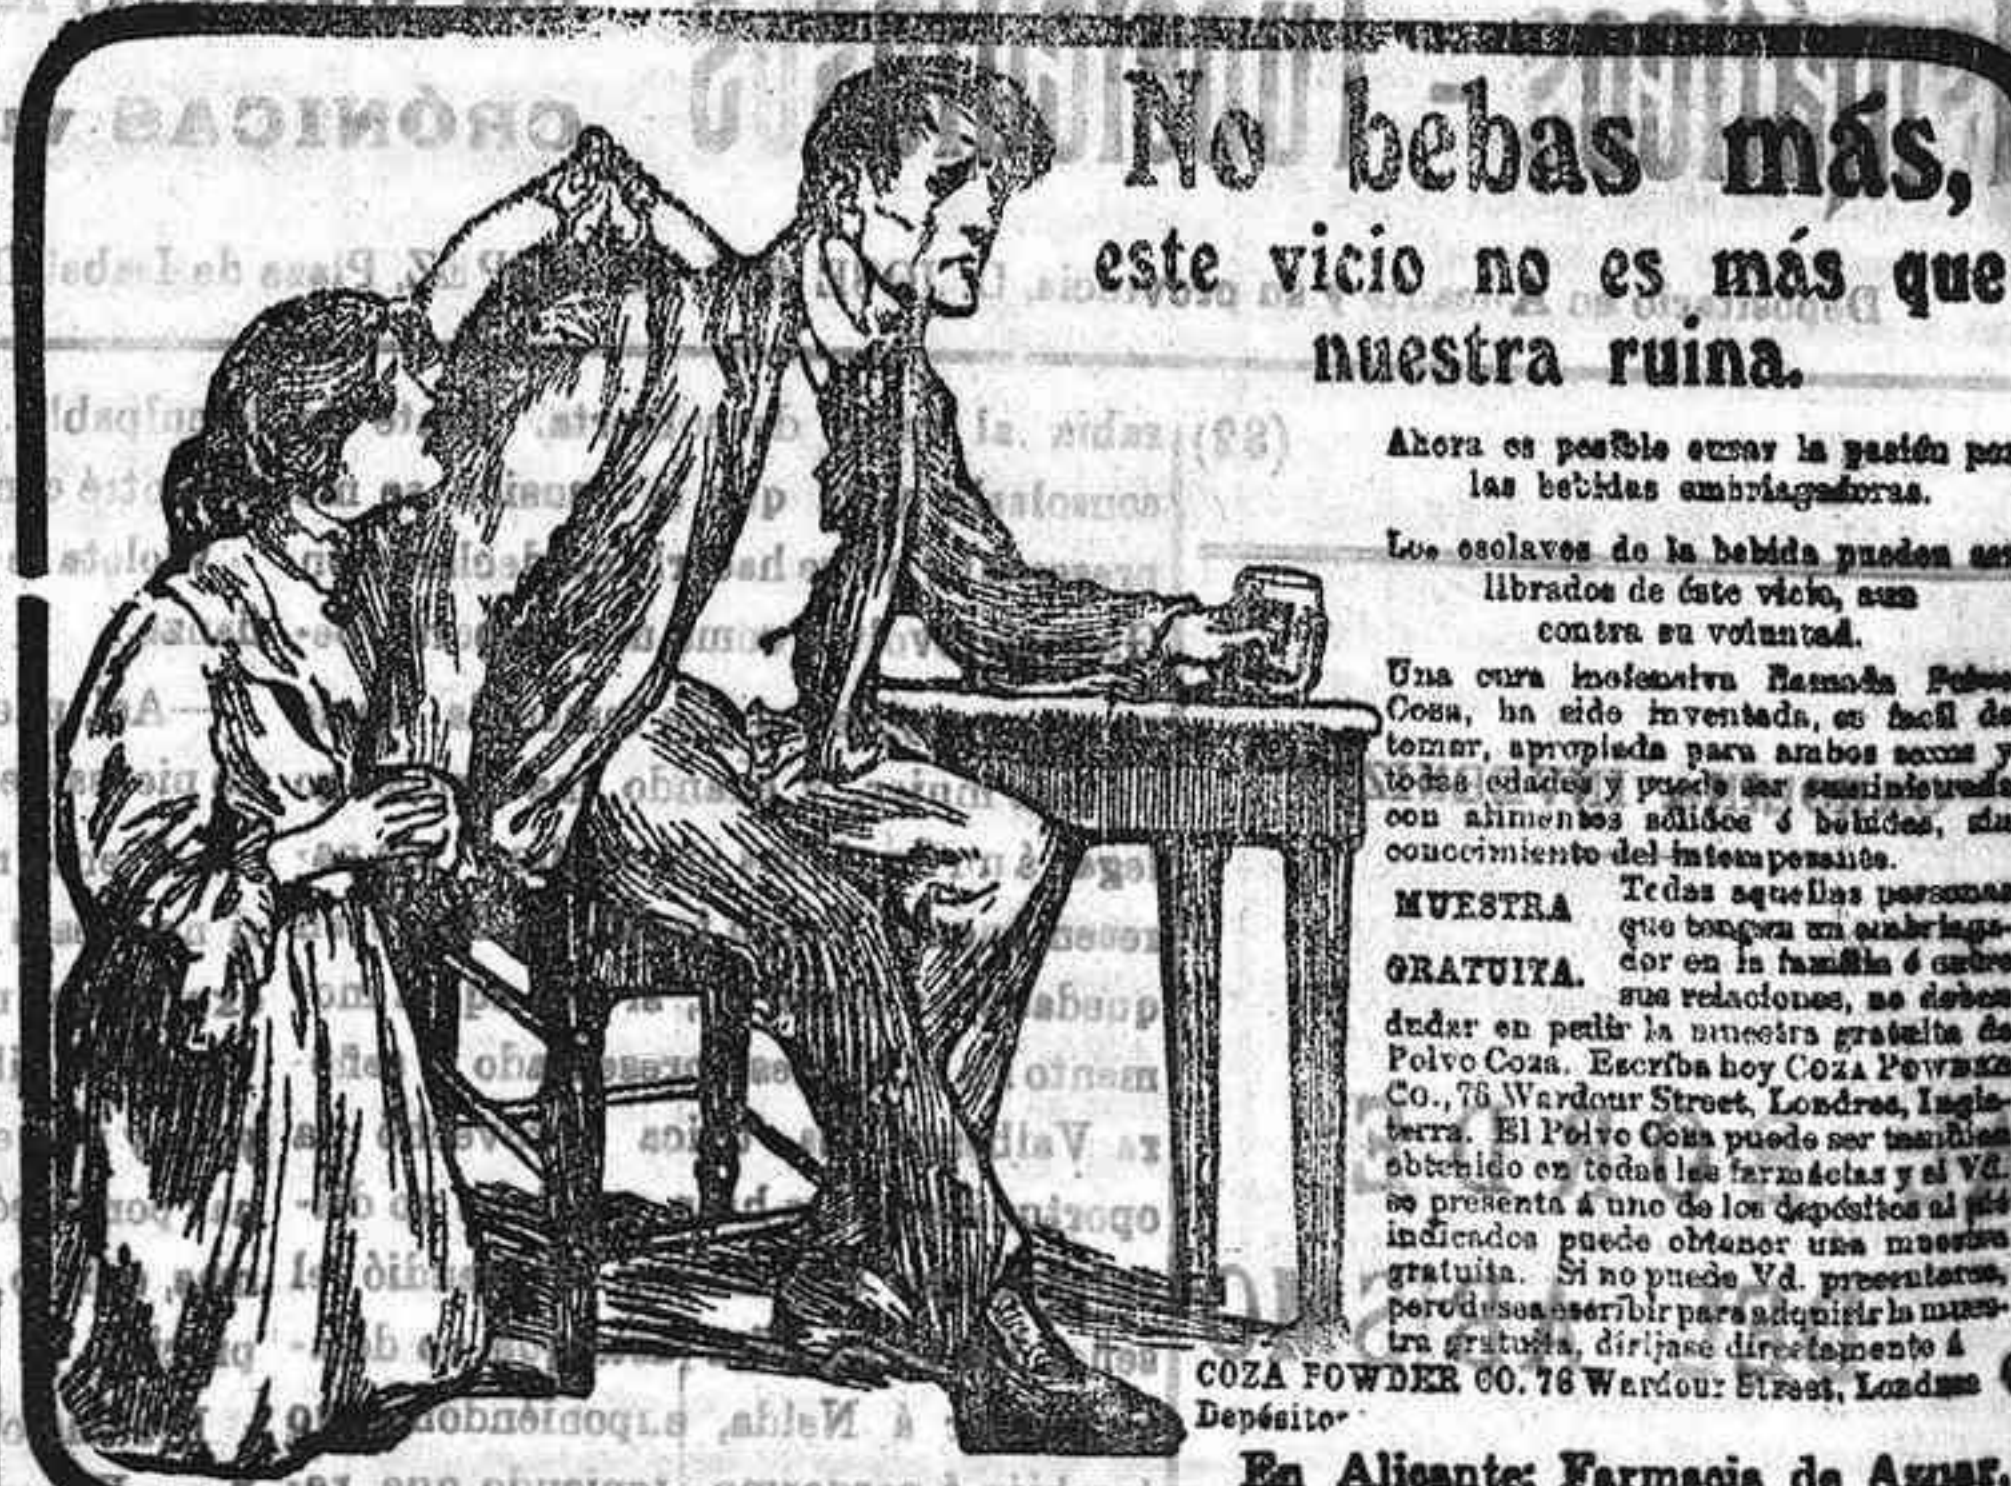 No bebas más,
este vicio no es más que
nuestra ruina.
Ahora es posible curar la pasión por
las bebidas embriagadoras.
Los esclavos de la bebida pueden ser
librados de éste vicio, aun
contra su voluntad.
Una cura inofensiva llamada Polvo
Coza, ha sido inventada, es facil de
tomar, apropiada para ambos sexos y
todas edades y puede ser suministrada
con alimentos sólidos ó bebidas, sin
conocimiento del intemperante.
MUESTRA
GRATUITA.
Todas aquellas personas
que tengan un embriaga-
dor en la familia ó entre
sus relaciones, no deben
dudar en pedir la muestra gratuita de
Polvo Coza. Escriba hoy COZA POWDER
CO., 76 Wardour Street, Londres, Ingla-
terra. El Polvo Coza puede ser tambien
obtenido en todas las farmácias y si Vd.
se presenta á uno de los depósitos al pié
indicados puede obtener una muestra
gratuita. Si no puede Vd. presentarse,
pero desea escribir para adquirir la mues-
tra gratuita, dirijase directamente á
COZA POWDER CO. 76 Wardour Street, Londres
Depósitos
En Alicante: Farmacia de Aznar.